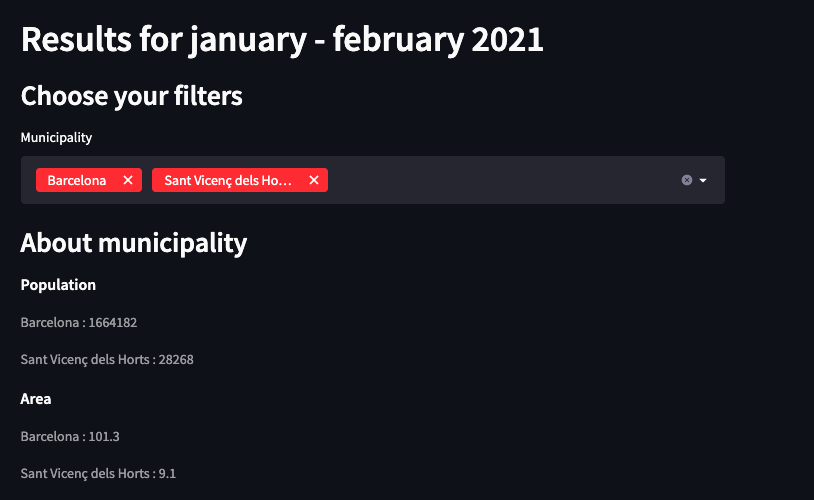 Results for january - february 2021
Choose your filters
Municipality
Barcelona Sant Vicenç dels Ho...
About municipality
Population
Barcelona : 1664182
Sant Vicenç dels Horts : 28268
Area
Barcelona : 101.3
Sant Vicenç dels Horts : 9.1